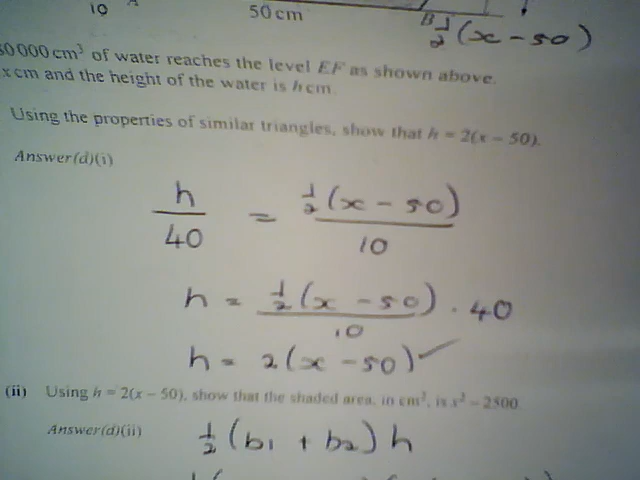 10 A 50 cm B 1/2 (x - 50)
0 000 cm³ of water reaches the level EF as shown above.
x cm and the height of the water is h cm.
Using the properties of similar triangles, show that h = 2(x – 50).
Answer(d)(i)
h/40 = 1/2 (x - 50)/10
h = 1/2 (x - 50)/10 . 40
h = 2(x - 50) ✓
(ii) Using h = 2(x – 50), show that the shaded area, in cm², is x² – 2500.
Answer(d)(ii) 1/2 (b1 + b2) h